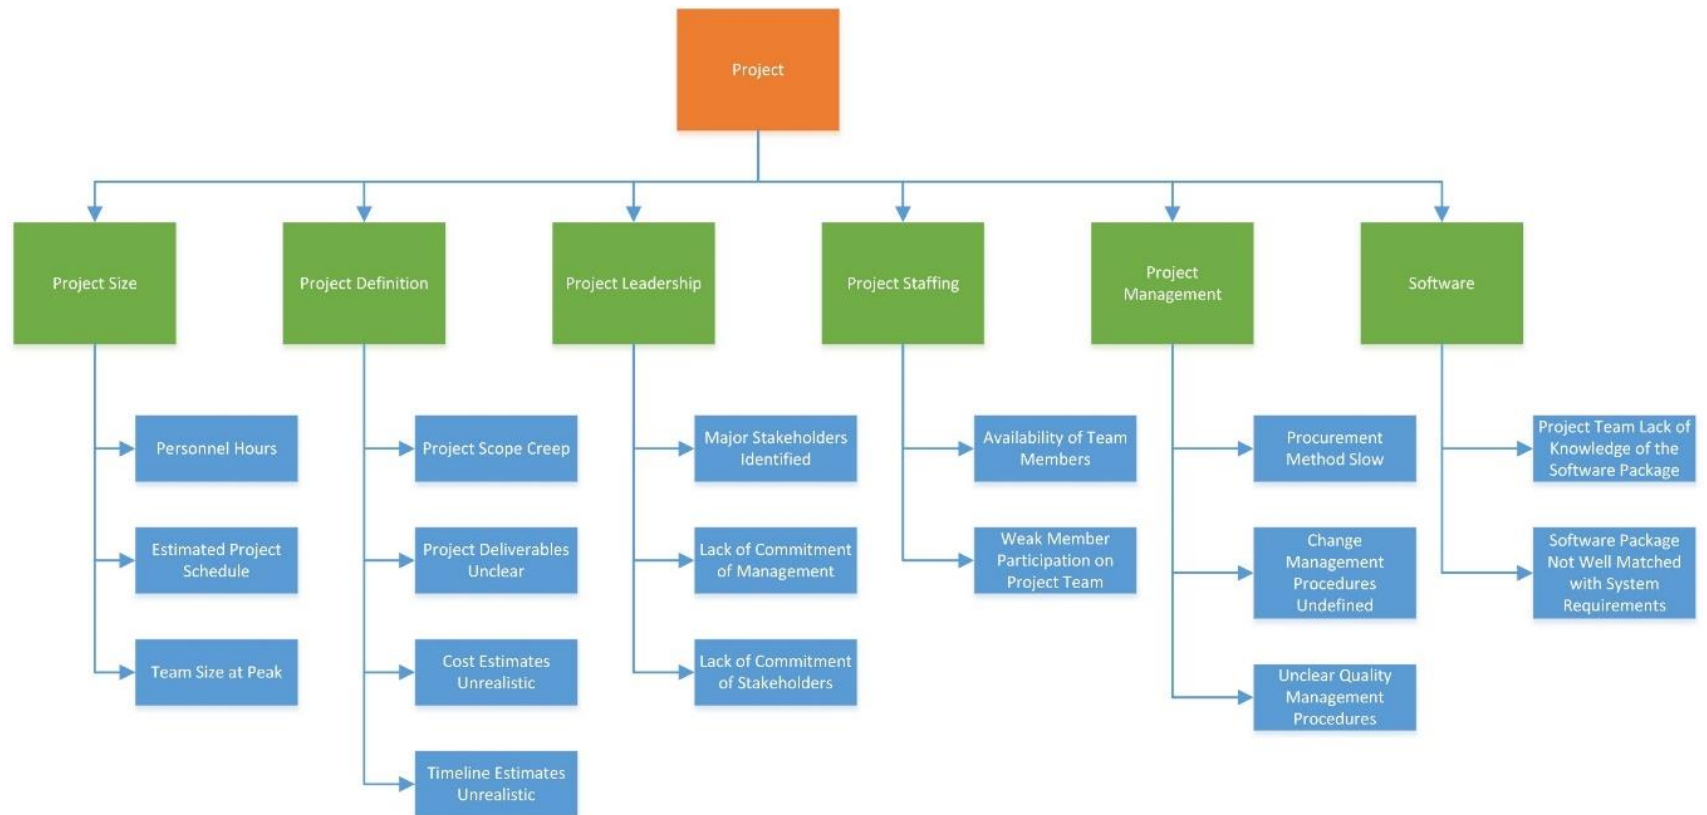 Project
Project Size
Project Definition
Project Leadership
Project Staffing
Project
Management
Software
Personnel Hours
Estimated Project
Schedule
Team Size at Peak
Project Scope Creep
Project Deliverables
Unclear
Cost Estimates
Unrealistic
Timeline Estimates
Unrealistic
Major Stakeholders
Identified
Lack of Commitment
of Management
Lack of Commitment
of Stakeholders
Availability of Team
Members
Weak Member
Participation on
Project Team
Procurement
Method Slow
Change
Management
Procedures
Undefined
Unclear Quality
Management
Procedures
Project Team Lack of
Knowledge of the
Software Package
Software Package
Not Well Matched
with System
Requirements